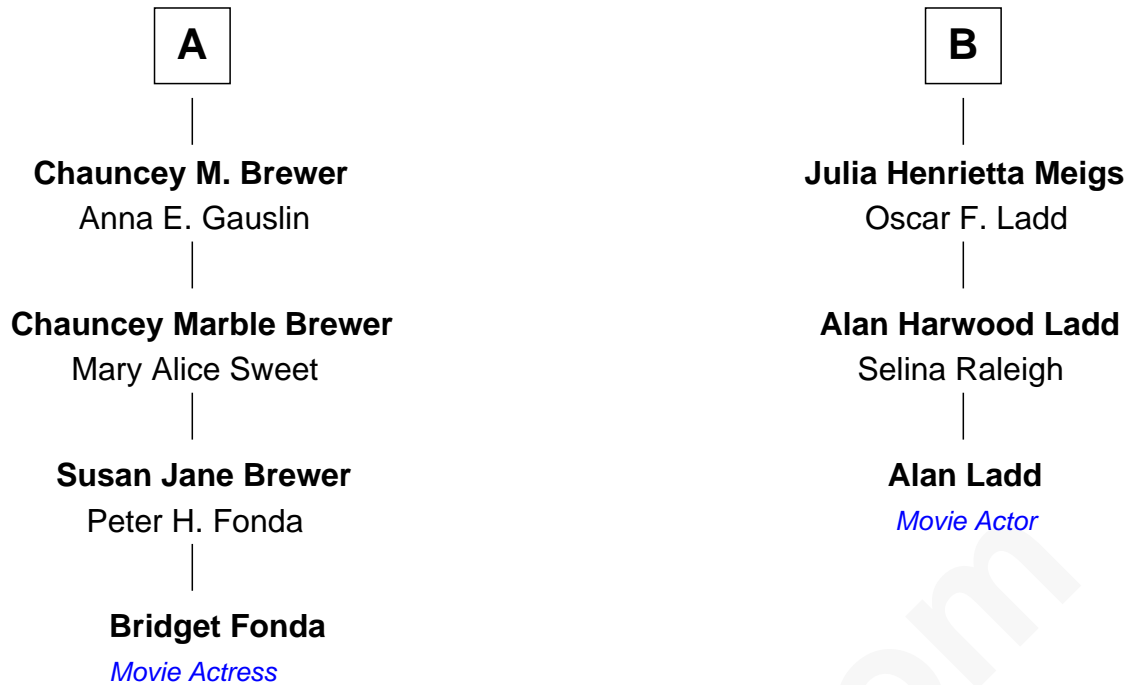 A
Chauncey M. Brewer
Anna E. Gauslin
Chauncey Marble Brewer
Mary Alice Sweet
Susan Jane Brewer
Peter H. Fonda
Bridget Fonda
Movie Actress
B
Julia Henrietta Meigs
Oscar F. Ladd
Alan Harwood Ladd
Selina Raleigh
Alan Ladd
Movie Actor
om